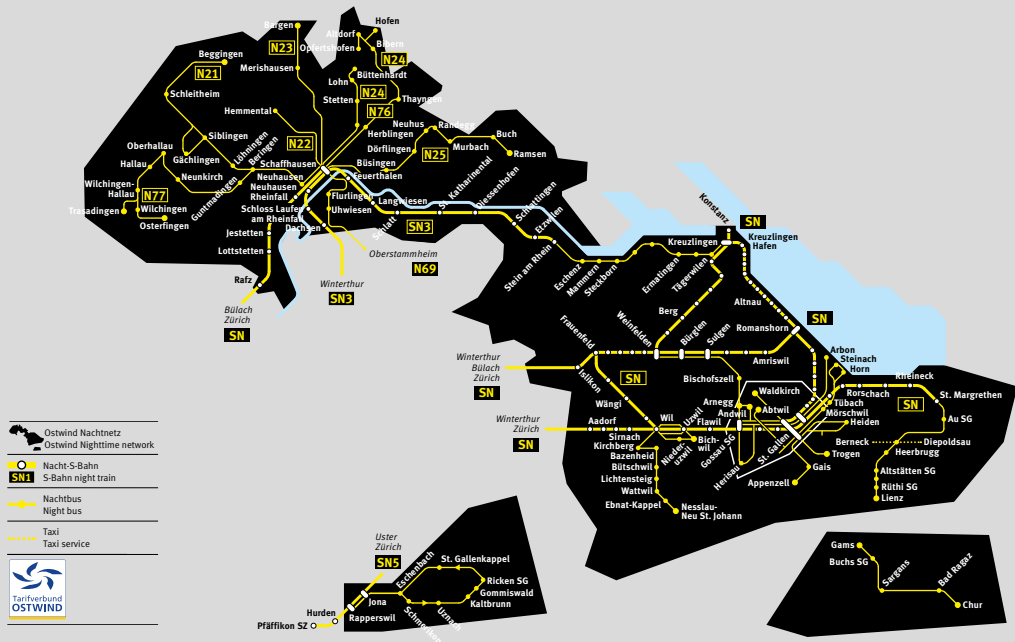 Bargen
Hofen
Altdorf
Opfertshofen
Bibern
N23
N24
Beggingen
N21
Merishausen
Büttenhardt
Lohn
N24
Schleitheim
Stetten
Thayngen
N76
Hemmental
Neuhus
Randegg
Herblingen
Buch
Siblingen
N22
Oberhallau
Löhningen
Beringen
Dörflingen
N25
Murbach
Ramsen
Hallau
Gächlingen
Schaffhausen
Büsingen
Feuerthalen
Neunkirch
Neuhausen
Neuhausen
Rheinfall
Wilchingen-
Hallau
N77
Guntmadingen
Flurlingen
Langwiesen
St. Katharinental
Diessenhofen
Trasadingen
Wilchingen
Osterfingen
Schloss Laufen
am Rheinfall
Uhwiesen
Dachsen
Schlatt
SN3
Schlattingen
Etzwilen
Jestetten
Lottstetten
Oberstammheim
N69
Stein am Rhein
Eschenz
Mammern
Steckborn
Rafz
Winterthur
SN3
Bülach
Zürich
SN
Konstanz
SN
Kreuzlingen
Kreuzlingen
Hafen
Ermatingen
Tägerwilen
Altnau
Berg
SN
Romanshorn
Frauenfeld
Weinfelden
Bürglen
Sulgen
Amriswil
Winterthur
Bülach
Zürich
SN
Islikon
SN
Bischofszell
Arbon
Steinach
Horn
Rheineck
Waldkirch
Rorschach
St. Margrethen
Wängi
Arnegg
Andwil
Abtwil
Tübach
Mörschwil
SN
Winterthur
Zürich
SN
Aadorf
Wil
Uzwil
Flawil
Heiden
Au SG
Sirnach
Kirchberg
Bazenheid
Nieder-
uzwil
Bich-
wil
Gossau SG
Herisau
St. Gallen
Berneck
Diepoldsau
Heerbrugg
Trogen
Gais
Bütschwil
Lichtensteig
Wattwil
Ebnat-Kappel
Nesslau-
Neu St. Johann
Appenzell
Altstätten SG
Rüthi SG
Lienz
Ostwind Nachtnetz
Ostwind Nighttime network
Nacht-S-Bahn
SN1
S-Bahn night train
Nachtbus
Night bus
Taxi
Taxi service
Tarifverbund
OSTWIND
Uster
Zürich
SN5
Eschenbach
St. Gallenkappel
Ricken SG
Gommiswald
Kaltbrunn
Jona
Rapperswil
Schmerikon
Uznach
Hurden
Pfäffikon SZ
Gams
Buchs SG
Sargans
Bad Ragaz
Chur